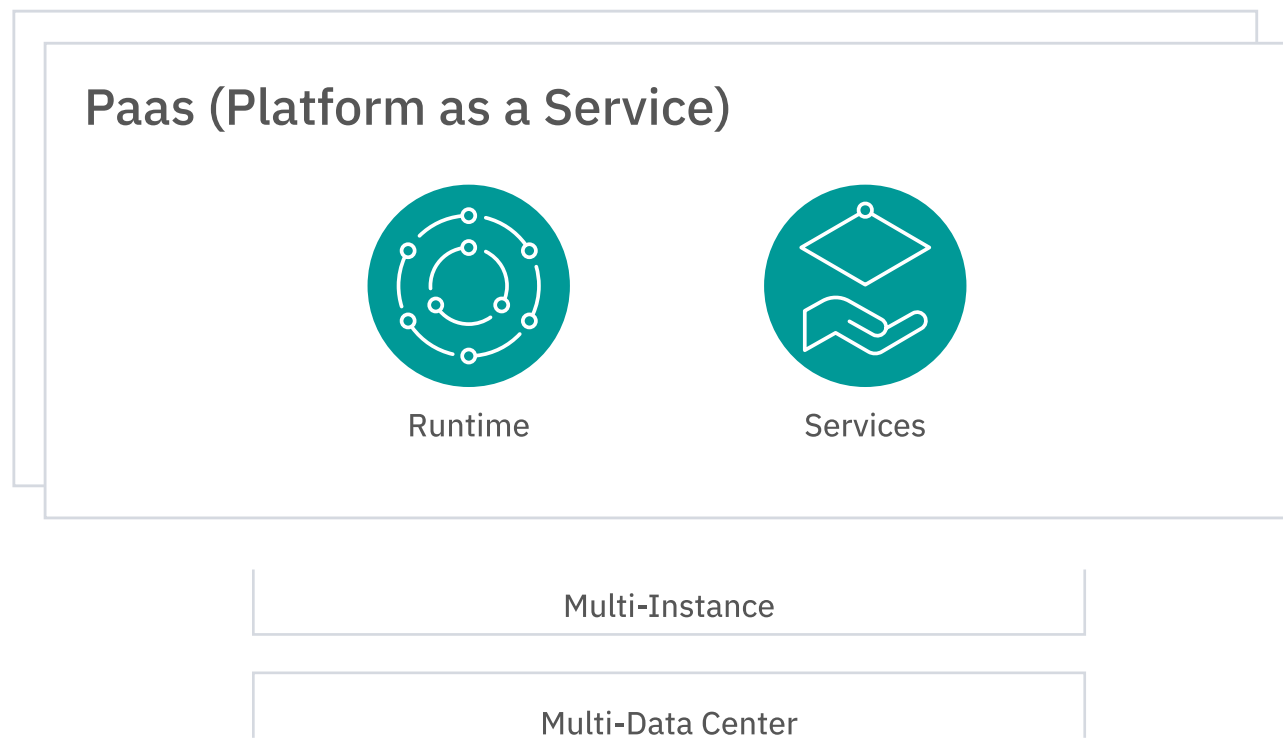 Paas (Platform as a Service)
Runtime
Services
Multi-Instance
Multi-Data Center